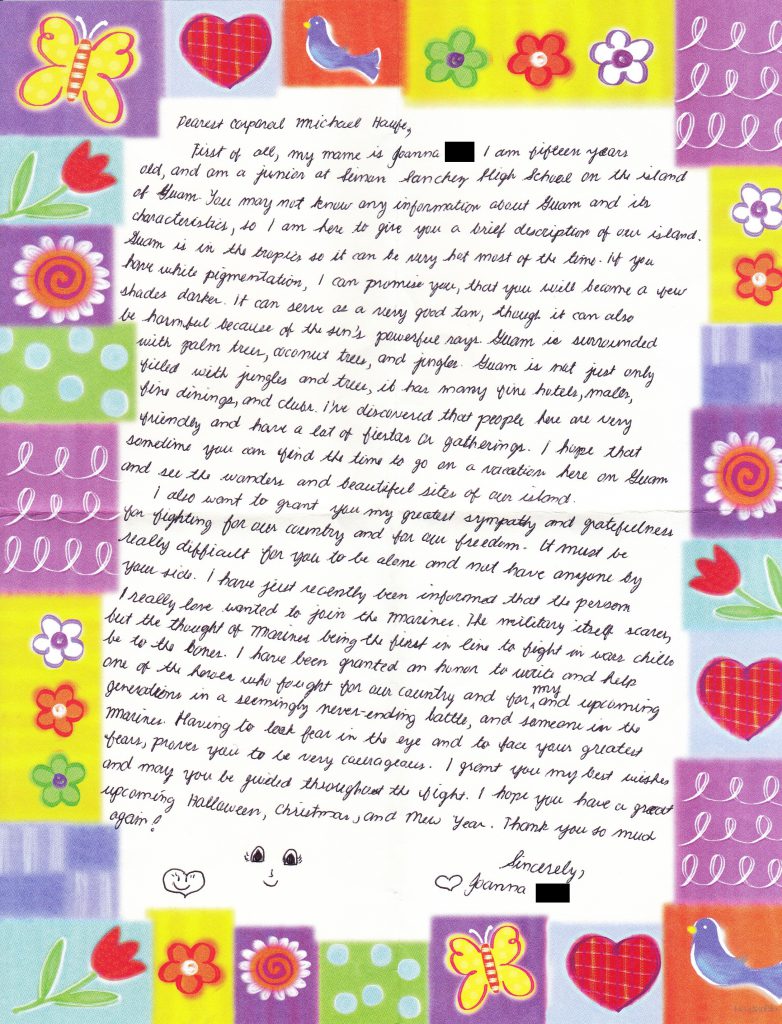 Dearest Corporal Michael Haufe,
First of all, my name is Joanna I am fifteen years
old, and am a junior at Simon Sanchez High School on the island
of Guam. You may not know any information about Guam and its
characteristics, so I am here to give you a brief description of our island.
Guam is in the tropics so it can be very hot most of the time. If you
have white pigmentation, I can promise you, that you will become a few
shades darker. It can serve as a very good tan, though it can also
be harmful because of the sun's powerful rays. Guam is surrounded
with palm trees, coconut trees, and jungles. Guam is not just only
filled with jungles and trees, it has many fine hotels, malls,
fine dinings, and clubs. I've discovered that people here are very
friendly and have a lot of fiestas or gatherings. I hope that
sometime you can find the time to go on a vacation here on Guam
and see the wonders and beautiful sites of our island.
I also want to grant you my greatest sympathy and gratefulness
for fighting for our country and for our freedom. It must be
really difficult for you to be alone and not have anyone by
your side. I have just recently been informed that the person
I really love wanted to join the Marines. The military itself scares,
but the thought of Marines being the first in line to fight in wars chills
be to the bones. I have been granted an honor to write and help
one of the heroes who fought for our country and for, my and upcoming
generations in a seemingly never-ending battle, and someone in the
Marines. Having to look fear in the eye and to face your greatest
fears, proves you to be very courageous. I grant you my best wishes
and may you be guided throughout the fight. I hope you have a great
upcoming Halloween, Christmas, and New Year. Thank you so much
again!
Sincerely,
Joanna